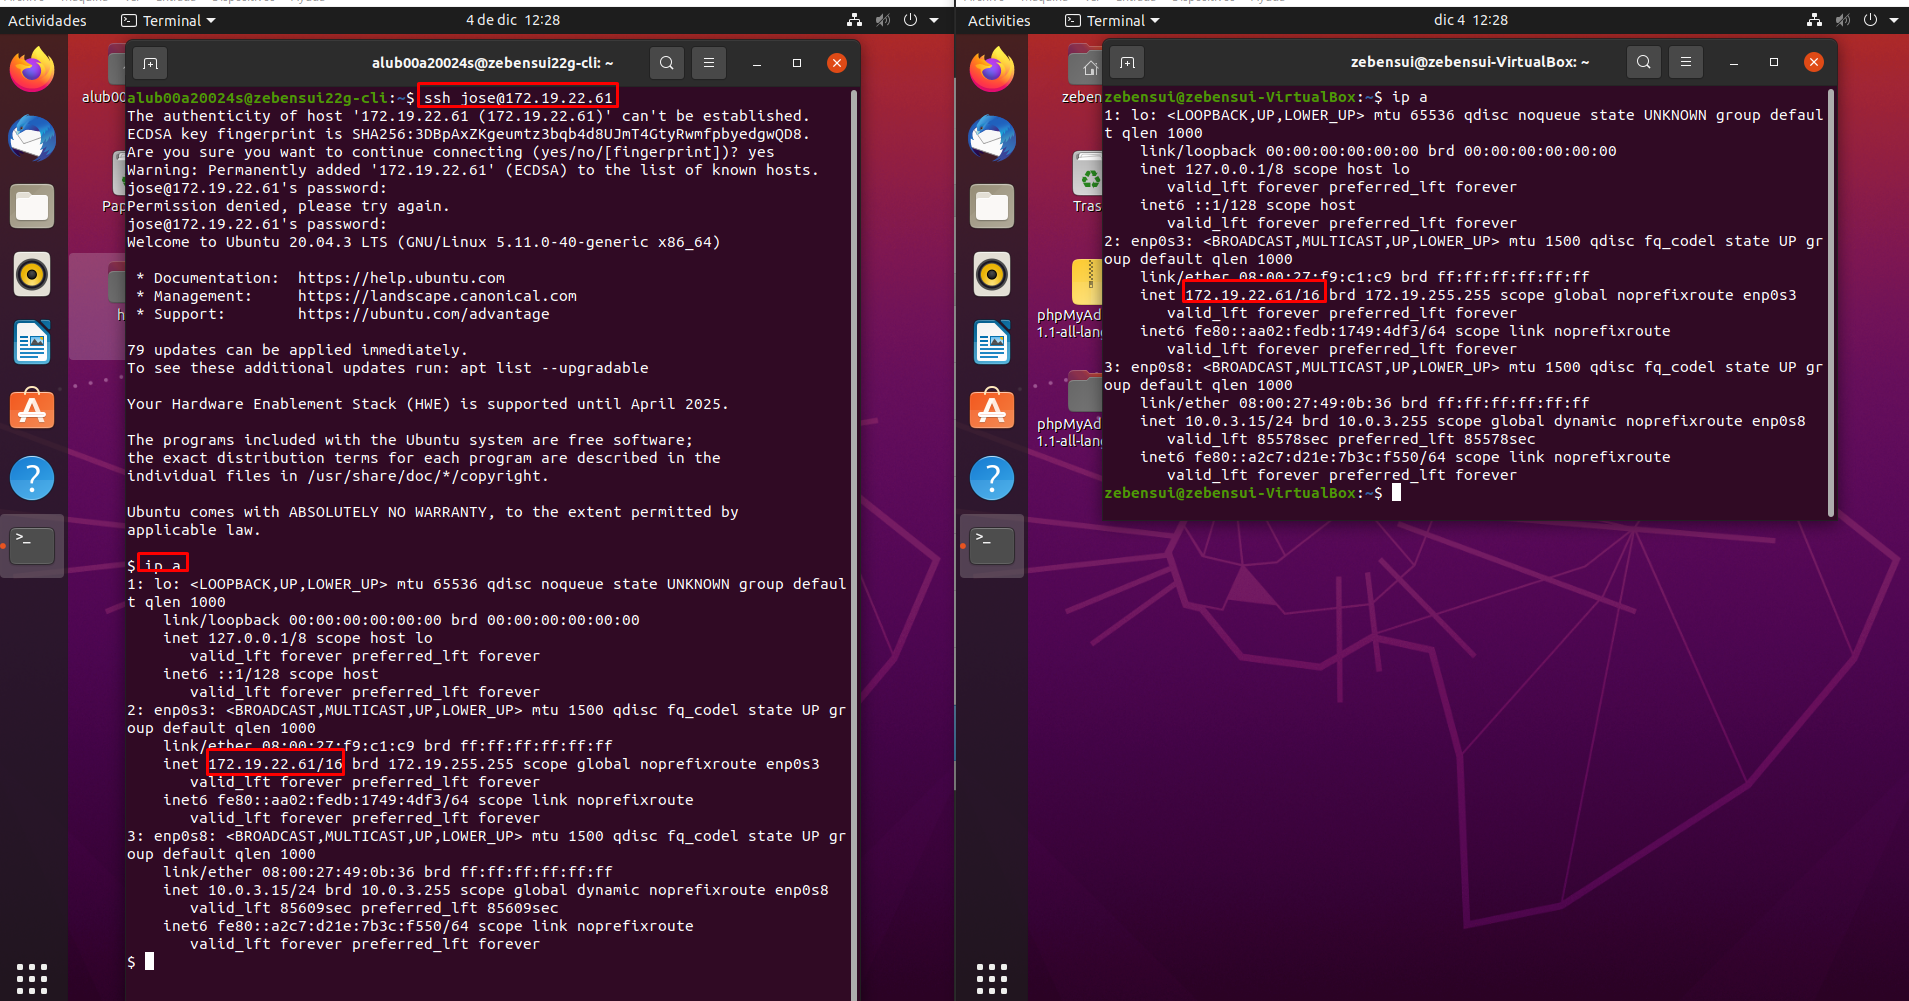 Actividades
Terminal
4 de dic 12:28
alub00a20024s@zebensui22g-cli: ~
alub00a20024s@zebensui22g-cli:~$ ssh jose@172.19.22.61
The authenticity of host '172.19.22.61 (172.19.22.61)' can't be established.
ECDSA key fingerprint is SHA256:3DBpAxZKgeumtz3bqb4d8UJmT4GtyRwmfpbyedgwQD8.
Are you sure you want to continue connecting (yes/no/[fingerprint])? yes
Warning: Permanently added '172.19.22.61' (ECDSA) to the list of known hosts.
jose@172.19.22.61's password:
Permission denied, please try again.
jose@172.19.22.61's password:
Welcome to Ubuntu 20.04.3 LTS (GNU/Linux 5.11.0-40-generic x86_64)
* Documentation:  https://help.ubuntu.com
* Management:     https://landscape.canonical.com
* Support:        https://ubuntu.com/advantage
79 updates can be applied immediately.
To see these additional updates run: apt list --upgradable
Your Hardware Enablement Stack (HWE) is supported until April 2025.
The programs included with the Ubuntu system are free software;
the exact distribution terms for each program are described in the
individual files in /usr/share/doc/*/copyright.
Ubuntu comes with ABSOLUTELY NO WARRANTY, to the extent permitted by
applicable law.
$ ip a
1: lo: <LOOPBACK,UP,LOWER_UP> mtu 65536 qdisc noqueue state UNKNOWN group defaul
t qlen 1000
link/loopback 00:00:00:00:00:00 brd 00:00:00:00:00:00
inet 127.0.0.1/8 scope host lo
valid_lft forever preferred_lft forever
inet6 ::1/128 scope host
valid_lft forever preferred_lft forever
2: enp0s3: <BROADCAST,MULTICAST,UP,LOWER_UP> mtu 1500 qdisc fq_codel state UP gr
oup default qlen 1000
link/ether 08:00:27:f9:c1:c9 brd ff:ff:ff:ff:ff:ff
inet 172.19.22.61/16 brd 172.19.255.255 scope global noprefixroute enp0s3
valid_lft forever preferred_lft forever
inet6 fe80::aa02:fedb:1749:4df3/64 scope link noprefixroute
valid_lft forever preferred_lft forever
3: enp0s8: <BROADCAST,MULTICAST,UP,LOWER_UP> mtu 1500 qdisc fq_codel state UP gr
oup default qlen 1000
link/ether 08:00:27:49:0b:36 brd ff:ff:ff:ff:ff:ff
inet 10.0.3.15/24 brd 10.0.3.255 scope global dynamic noprefixroute enp0s8
valid_lft 85609sec preferred_lft 85609sec
inet6 fe80::a2c7:d21e:7b3c:f550/64 scope link noprefixroute
valid_lft forever preferred_lft forever
$
alub00
Pap
h
Activities
Terminal
dic 4 12:28
zebensui@zebensui-VirtualBox: ~
zebensui@zebensui-VirtualBox:~$ ip a
1: lo: <LOOPBACK,UP,LOWER_UP> mtu 65536 qdisc noqueue state UNKNOWN group defaul
t qlen 1000
link/loopback 00:00:00:00:00:00 brd 00:00:00:00:00:00
inet 127.0.0.1/8 scope host lo
valid_lft forever preferred_lft forever
inet6 ::1/128 scope host
valid_lft forever preferred_lft forever
2: enp0s3: <BROADCAST,MULTICAST,UP,LOWER_UP> mtu 1500 qdisc fq_codel state UP gr
oup default qlen 1000
link/ether 08:00:27:f9:c1:c9 brd ff:ff:ff:ff:ff:ff
inet 172.19.22.61/16 brd 172.19.255.255 scope global noprefixroute enp0s3
valid_lft forever preferred_lft forever
inet6 fe80::aa02:fedb:1749:4df3/64 scope link noprefixroute
valid_lft forever preferred_lft forever
3: enp0s8: <BROADCAST,MULTICAST,UP,LOWER_UP> mtu 1500 qdisc fq_codel state UP gr
oup default qlen 1000
link/ether 08:00:27:49:0b:36 brd ff:ff:ff:ff:ff:ff
inet 10.0.3.15/24 brd 10.0.3.255 scope global dynamic noprefixroute enp0s8
valid_lft 85578sec preferred_lft 85578sec
inet6 fe80::a2c7:d21e:7b3c:f550/64 scope link noprefixroute
valid_lft forever preferred_lft forever
zebensui@zebensui-VirtualBox:~$
zeben
Tras
phpMyAd
1.1-all-lang
phpMyAd
1.1-all-lang